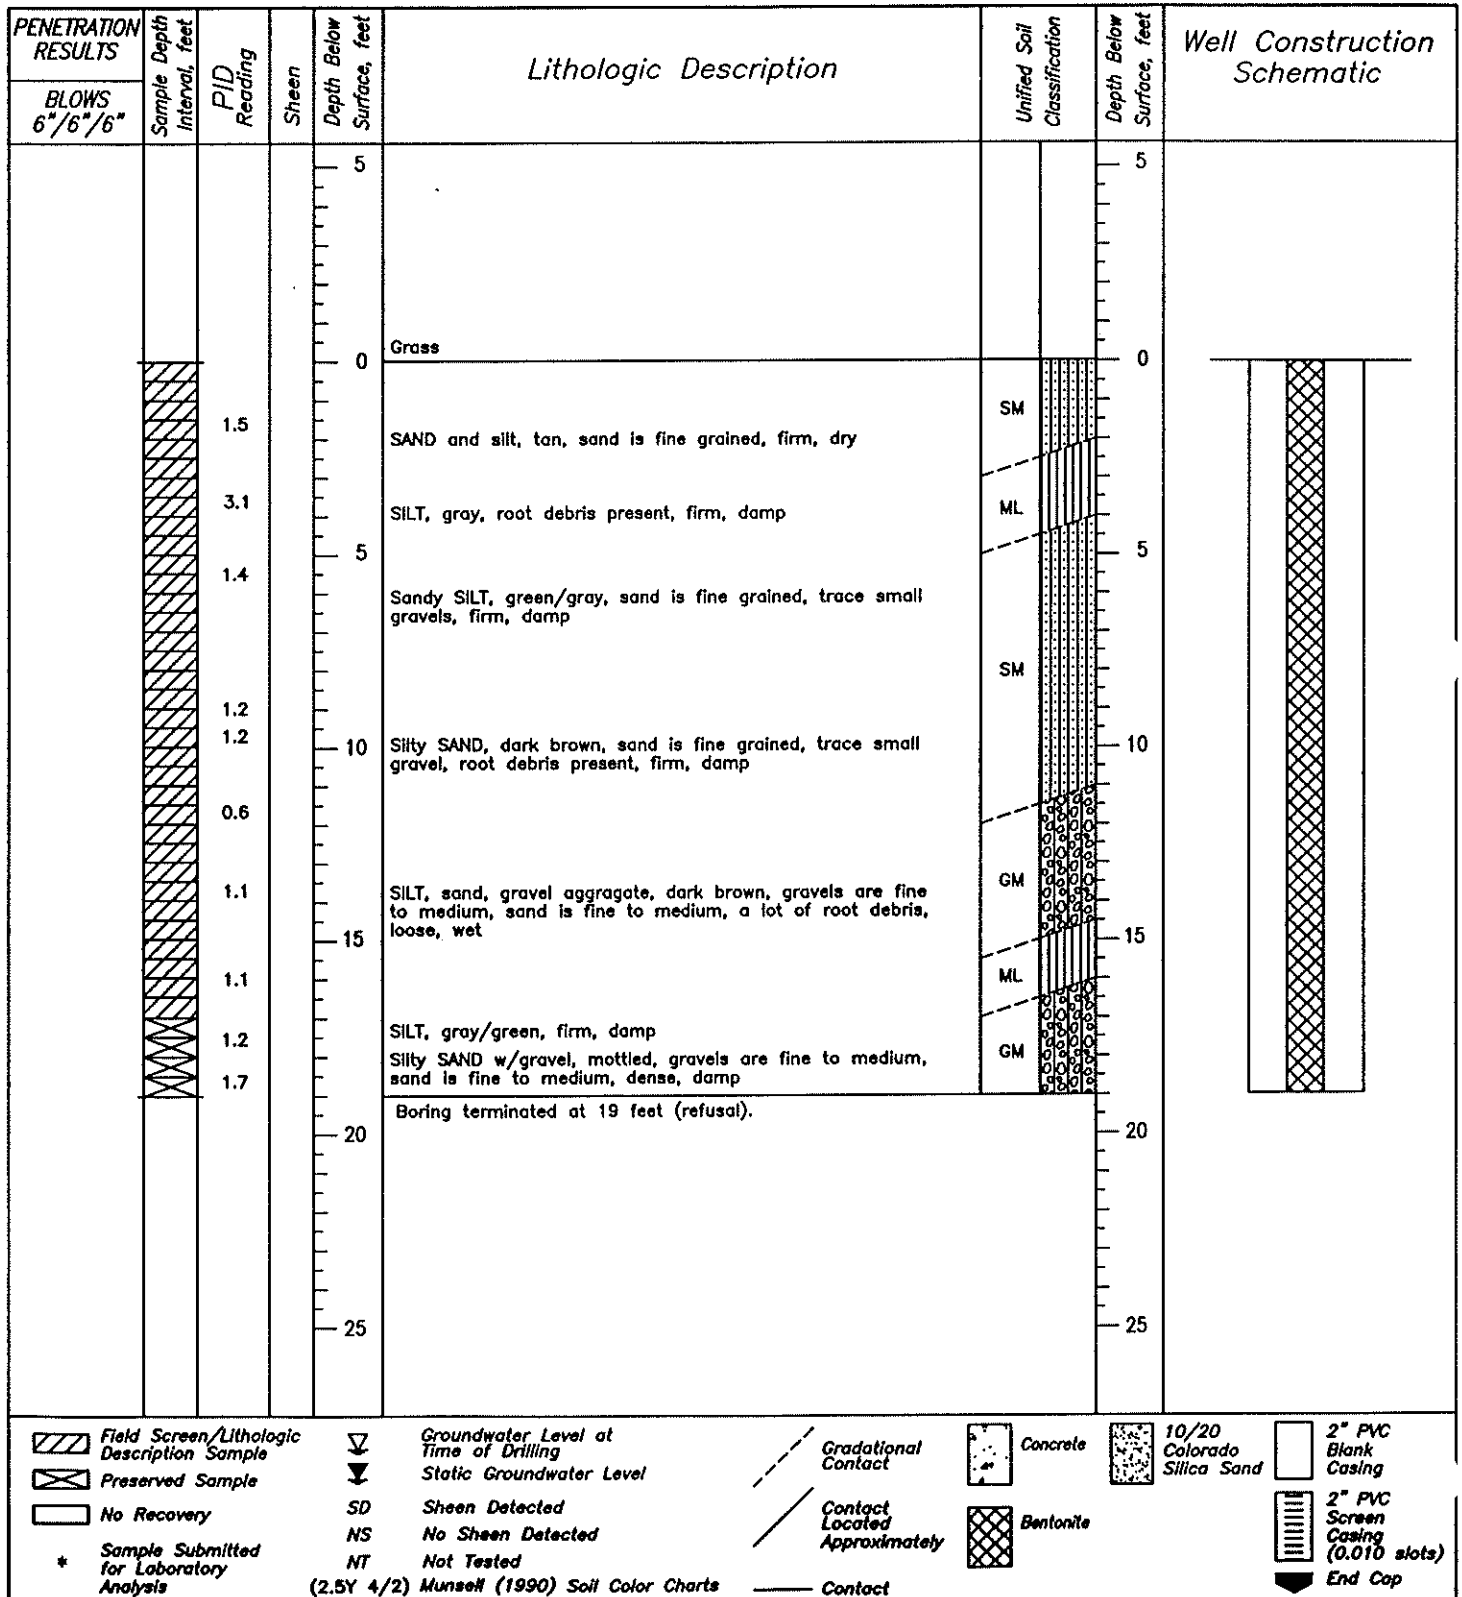 PENETRATION
RESULTS
BLOWS
6"/6"/6"
Sample Depth
Interval, feet
PID
Reading
Sheen
Depth Below
Surface, feet
Lithologic Description
Unified Soil
Classification
Depth Below
Surface, feet
Well Construction
Schematic
5
5
Grass
0
0
SM
1.5
SAND and silt, tan, sand is fine grained, firm, dry
3.1
SILT, gray, root debris present, firm, damp
ML
5
5
1.4
Sandy SILT, green/gray, sand is fine grained, trace small
gravels, firm, damp
SM
1.2
1.2
10
Silty SAND, dark brown, sand is fine grained, trace small
gravel, root debris present, firm, damp
10
0.6
1.1
SILT, sand, gravel aggragate, dark brown, gravels are fine
to medium, sand is fine to medium, a lot of root debris,
loose, wet
GM
15
15
1.1
ML
SILT, gray/green, firm, damp
1.2
Silty SAND w/gravel, mottled, gravels are fine to medium,
sand is fine to medium, dense, damp
GM
1.7
Boring terminated at 19 feet (refusal).
20
20
25
25
Field Screen/Lithologic
Description Sample
Preserved Sample
No Recovery
* Sample Submitted
for Laboratory
Analysis
Groundwater Level at
Time of Drilling
Static Groundwater Level
SD Sheen Detected
NS No Sheen Detected
NT Not Tested
(2.5Y 4/2) Munsell (1990) Soil Color Charts
Gradational
Contact
Contact
Located
Approximately
Contact
Concrete
Bentonite
10/20
Colorado
Silica Sand
2" PVC
Blank
Casing
2" PVC
Screen
Casing
(0.010 slots)
End Cap